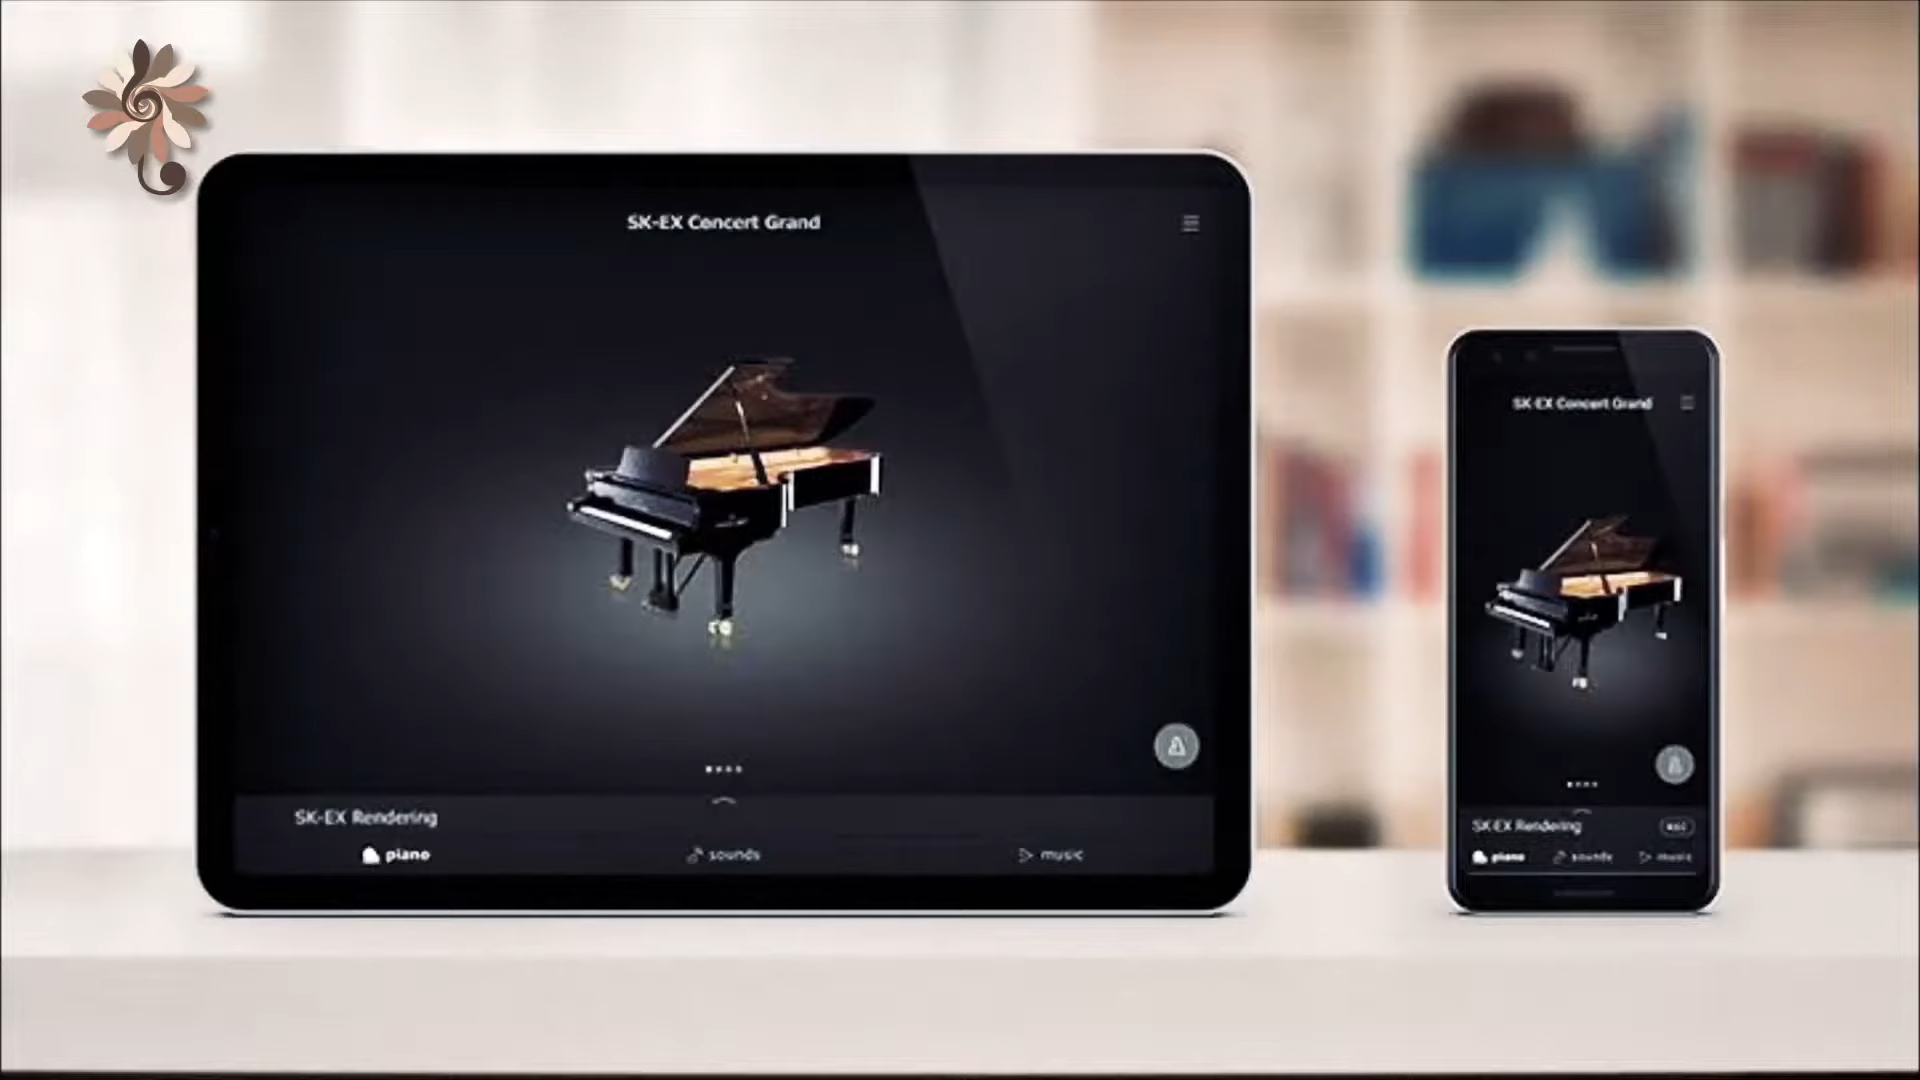 SK-EX Concert Grand
SK-EX Rendering
piano
sounds
music
SK-EX Concert Grand
SK-EX Rendering
REC
piano
sounds
music